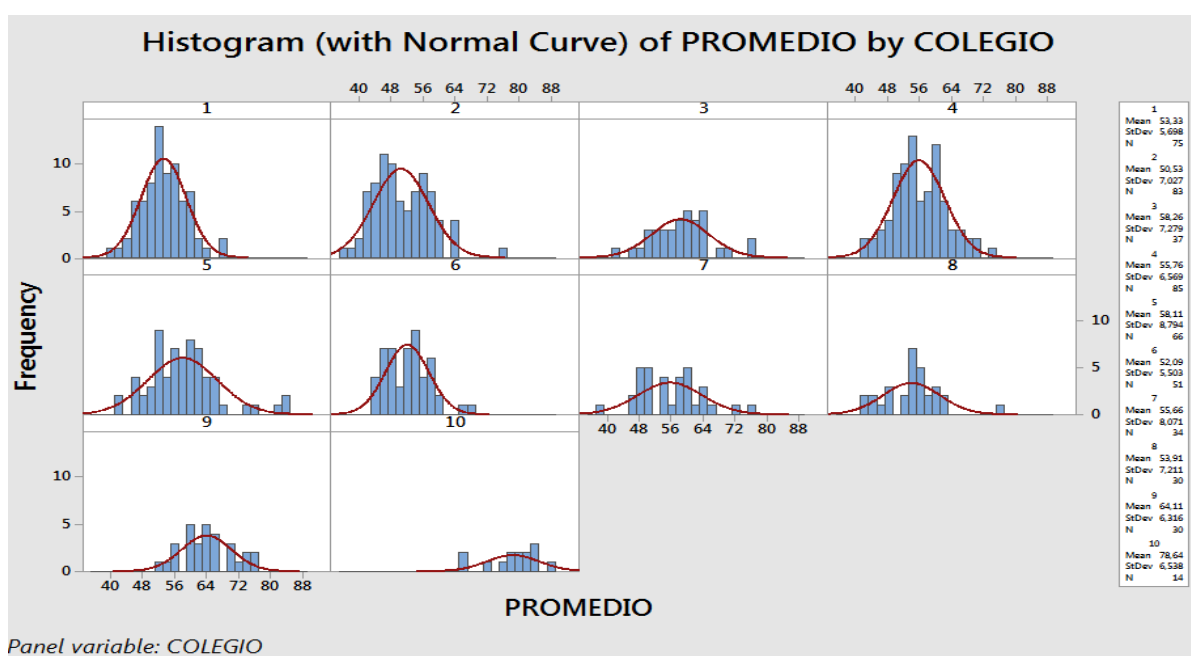 Histogram (with Normal Curve) of PROMEDIO by COLEGIO
40 48 56 64 72 80 88
40 48 56 64 72 80 88
1
2
3
4
10
5
0
5
6
7
8
10
5
0
40 48 56 64 72 80 88
9
10
10
5
0
40 48 56 64 72 80 88
Frequency
PROMEDIO
Panel variable: COLEGIO
1
Mean 53,33
StDev 5,698
N 75
2
Mean 50,53
StDev 7,027
N 83
3
Mean 58,26
StDev 7,279
N 37
4
Mean 55,76
StDev 6,569
N 85
5
Mean 58,11
StDev 8,794
N 66
6
Mean 52,09
StDev 5,503
N 51
7
Mean 55,66
StDev 8,071
N 34
8
Mean 53,91
StDev 7,211
N 30
9
Mean 64,11
StDev 6,316
N 30
10
Mean 78,64
StDev 6,538
N 14